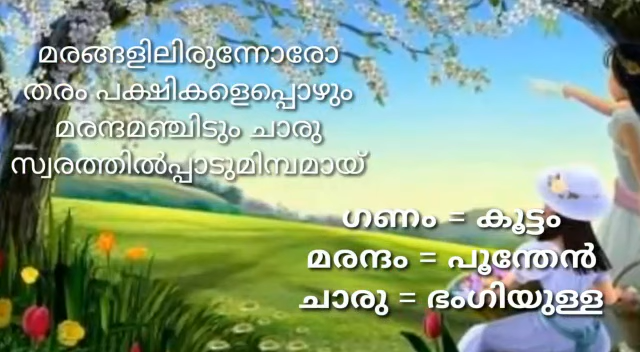 മരങ്ങളിലിരുന്നോരോ
തരം പക്ഷികളെപ്പൊഴും
മരന്ദമഞ്ചിടും ചാരു
സ്വരത്തിൽപ്പാടുമിമ്പമായ്
ഗണം = കൂട്ടം
മരന്ദം = പൂന്തേൻ
ചാരു = ഭംഗിയുള്ള